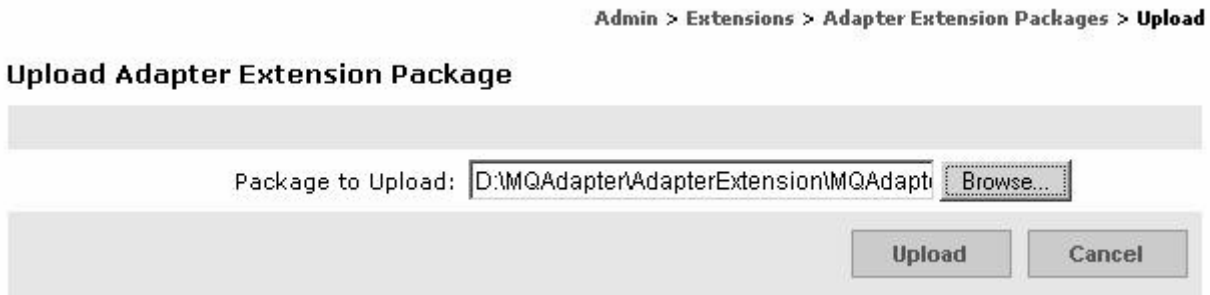 Admin > Extensions > Adapter Extension Packages > Upload
Upload Adapter Extension Package
Package to Upload: D:\MQAdapter\AdapterExtension\MQAdapt Browse...
Upload Cancel